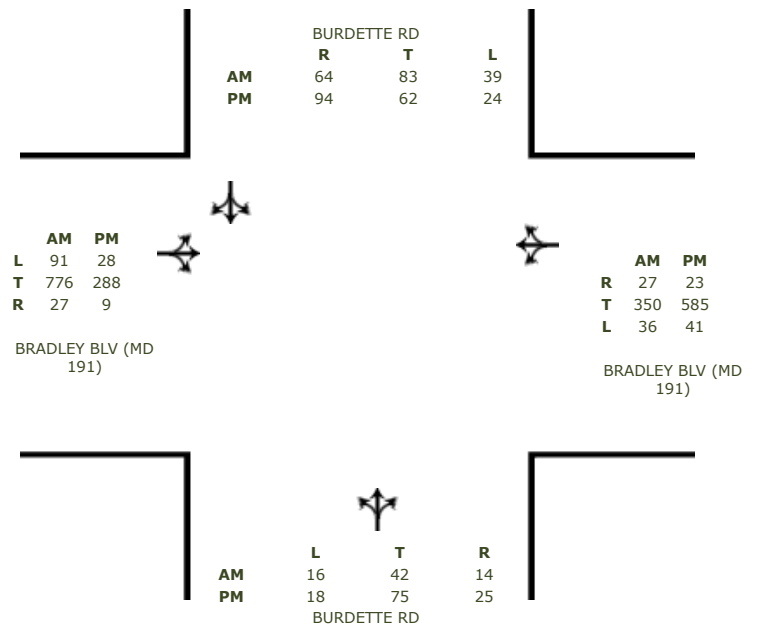 BURDETTE RD
R T L
AM 64 83 39
PM 94 62 24
AM PM
L 91 28
T 776 288
R 27 9
BRADLEY BLV (MD
191)
AM PM
R 27 23
T 350 585
L 36 41
BRADLEY BLV (MD
191)
L T R
AM 16 42 14
PM 18 75 25
BURDETTE RD